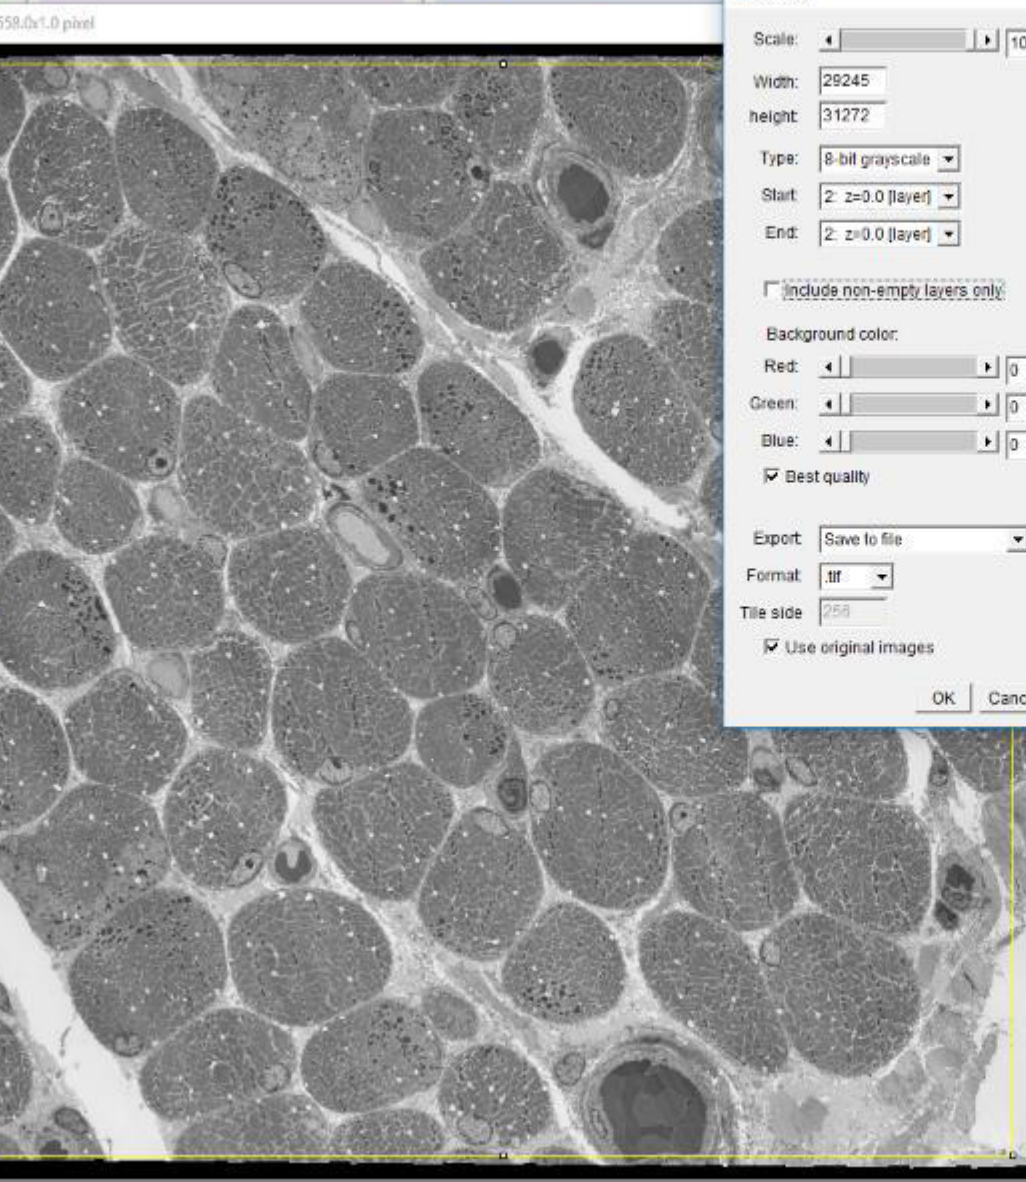 558.0x1.0 pixel
Scale: 10
Width: 29245
height: 31272
Type: 8-bit grayscale
Start: 2: z=0.0 [layer]
End: 2: z=0.0 [layer]
Include non-empty layers only
Background color:
Red: 0
Green: 0
Blue: 0
Best quality
Export: Save to file
Format: .tif
Tile side 256
Use original images
OK Canc